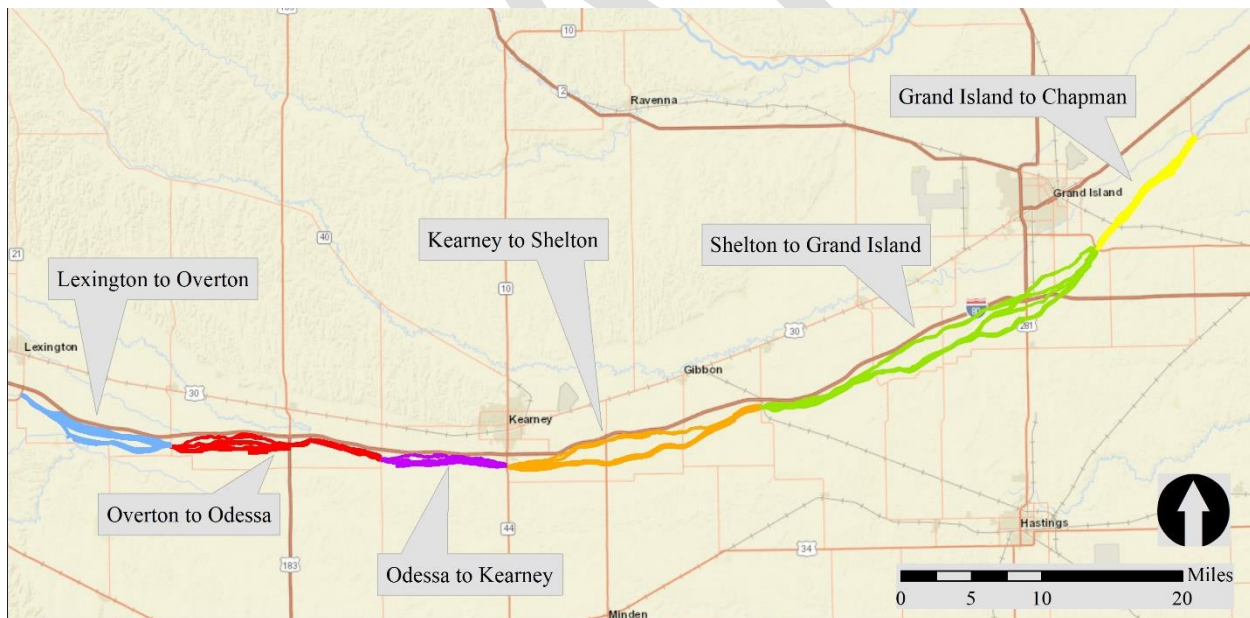 183
10
2
Ravenna
Grand Island to Chapman
Grand Island
Kearney to Shelton
Shelton to Grand Island
40
21
Lexington to Overton
10
80
30
281
Lexington
Gibbon
30
Kearney
Overton to Odessa
44
Hastings
Odessa to Kearney
34
183
Miles
0 5 10 20
Minden